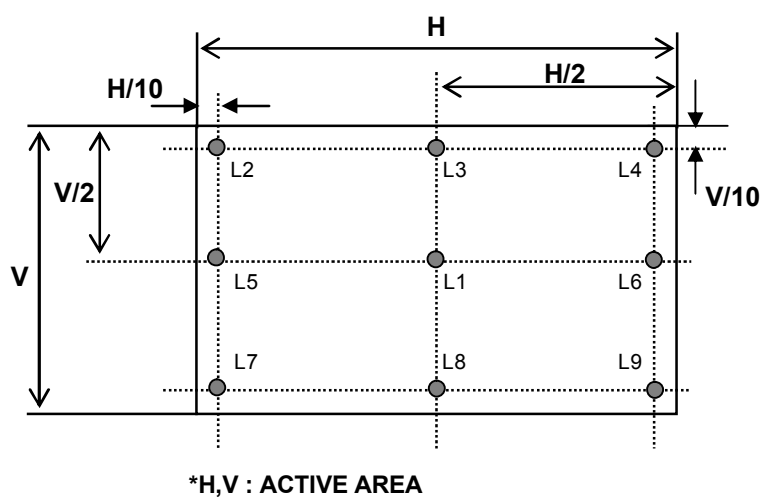 H
H/10
H/2
L2
L3
L4
V/2
V/10
V
L5
L1
L6
L7
L8
L9
*H,V : ACTIVE AREA